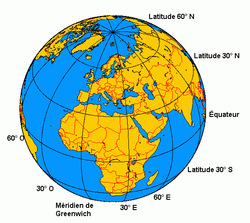 Latitude 60° N
Latitude 30° N
Équateur
60° O
Latitude 30° S
30° O
60° E
Méridien de
Greenwich
30° E